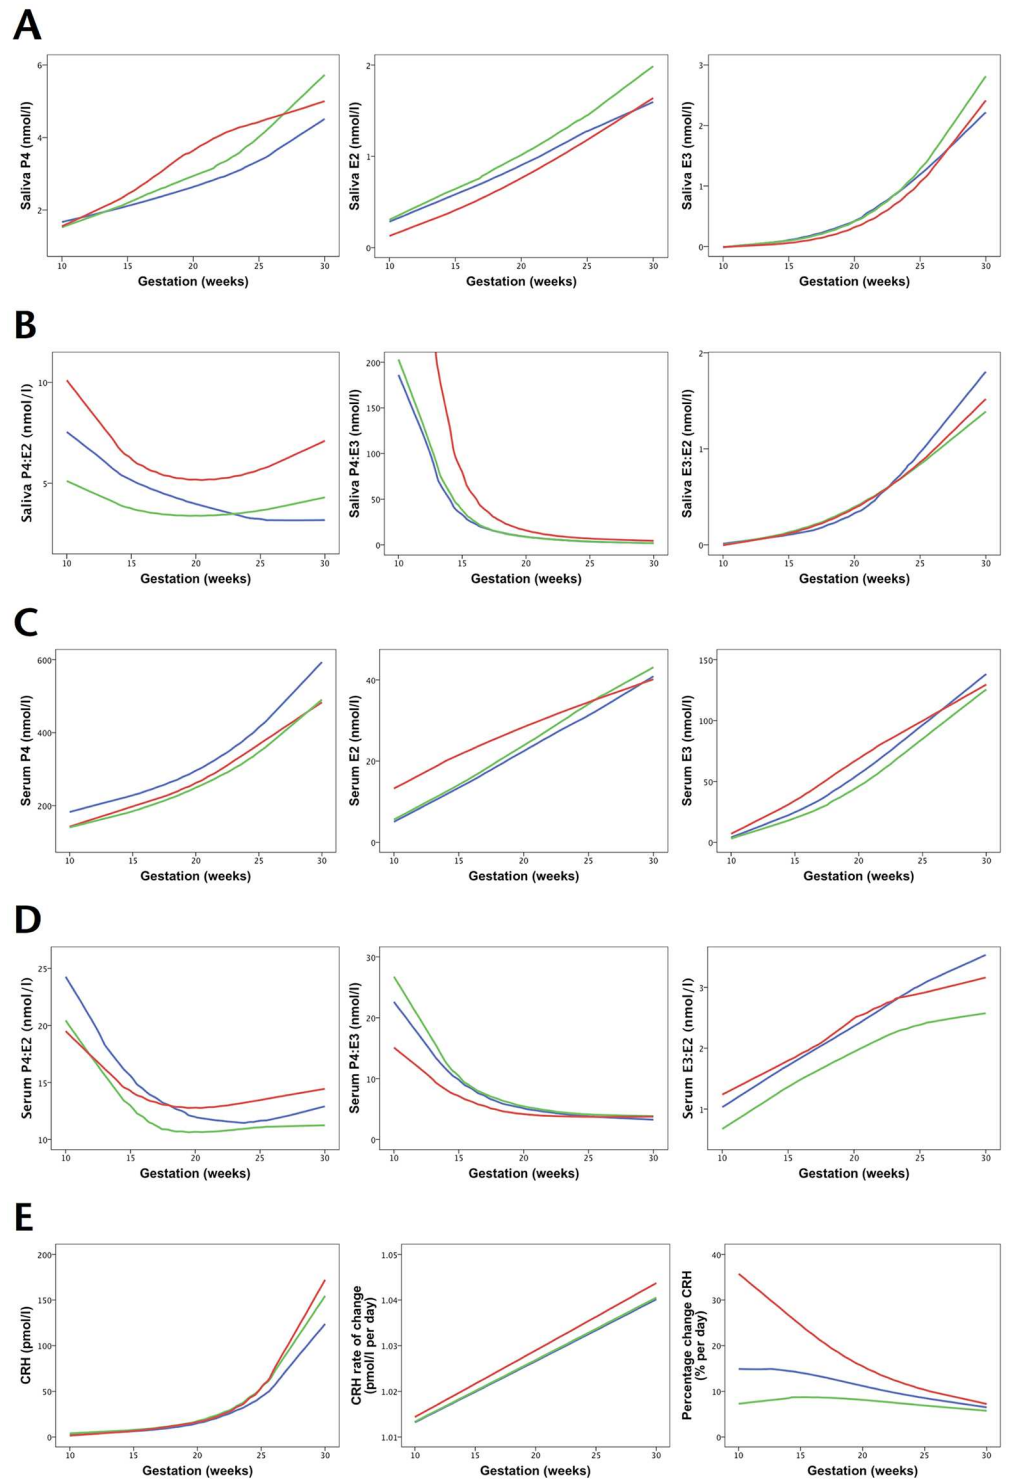 A
Saliva P4 (nmol/l)
6
4
2
10 15 20 25 30
Gestation (weeks)
Saliva E2 (nmol/l)
2
1
0
10 15 20 25 30
Gestation (weeks)
Saliva E3 (nmol/l)
3
2
1
0
10 15 20 25 30
Gestation (weeks)
B
Saliva P4:E2 (nmol/l)
10
5
10 15 20 25 30
Gestation (weeks)
Saliva P4:E3 (nmol/l)
200
150
100
50
0
10 15 20 25 30
Gestation (weeks)
Saliva E3:E2 (nmol/l)
2
1
0
10 15 20 25 30
Gestation (weeks)
C
Serum P4 (nmol/l)
600
400
200
10 15 20 25 30
Gestation (weeks)
Serum E2 (nmol/l)
40
20
0
10 15 20 25 30
Gestation (weeks)
Serum E3 (nmol/l)
150
100
50
0
10 15 20 25 30
Gestation (weeks)
D
Serum P4:E2 (nmol/l)
25
20
15
10
10 15 20 25 30
Gestation (weeks)
Serum P4:E3 (nmol/l)
30
20
10
0
10 15 20 25 30
Gestation (weeks)
Serum E3:E2 (nmol/l)
3
2
1
10 15 20 25 30
Gestation (weeks)
E
CRH (pmol/l)
200
150
100
50
0
10 15 20 25 30
Gestation (weeks)
CRH rate of change
(pmol/l per day)
1.05
1.04
1.03
1.02
1.01
10 15 20 25 30
Gestation (weeks)
Percentage change CRH
(% per day)
40
30
20
10
0
10 15 20 25 30
Gestation (weeks)